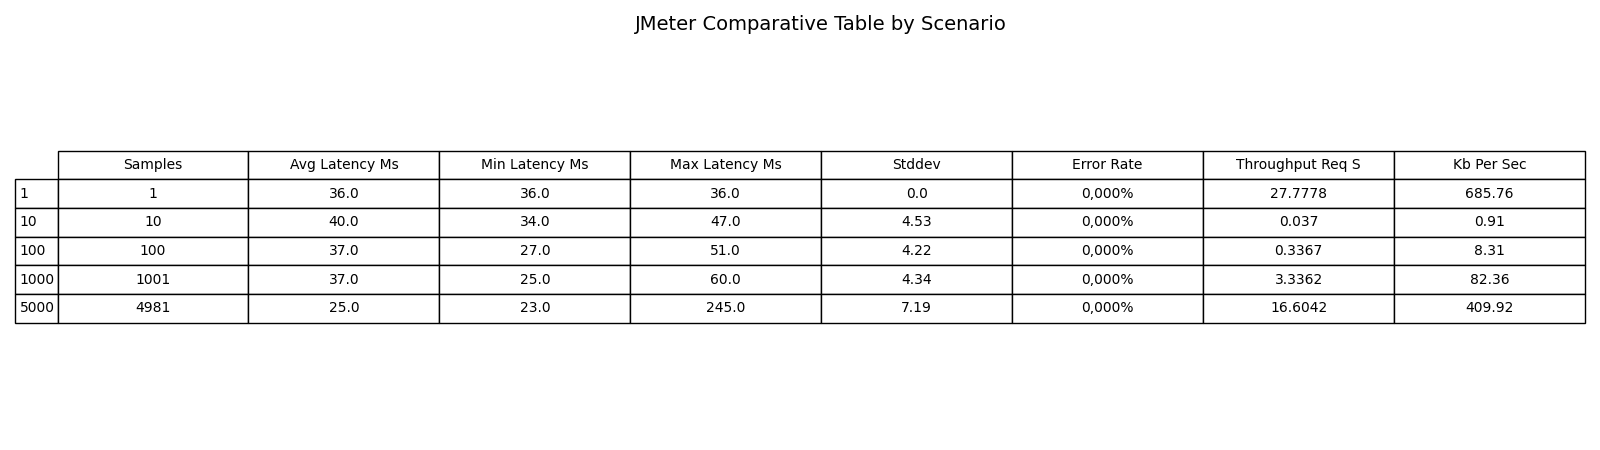 JMeter Comparative Table by Scenario
Samples Avg Latency Ms Min Latency Ms Max Latency Ms Stddev Error Rate Throughput Req S Kb Per Sec
1 1 36.0 36.0 36.0 0.0 0,000% 27.7778 685.76
10 10 40.0 34.0 47.0 4.53 0,000% 0.037 0.91
100 100 37.0 27.0 51.0 4.22 0,000% 0.3367 8.31
1000 1001 37.0 25.0 60.0 4.34 0,000% 3.3362 82.36
5000 4981 25.0 23.0 245.0 7.19 0,000% 16.6042 409.92